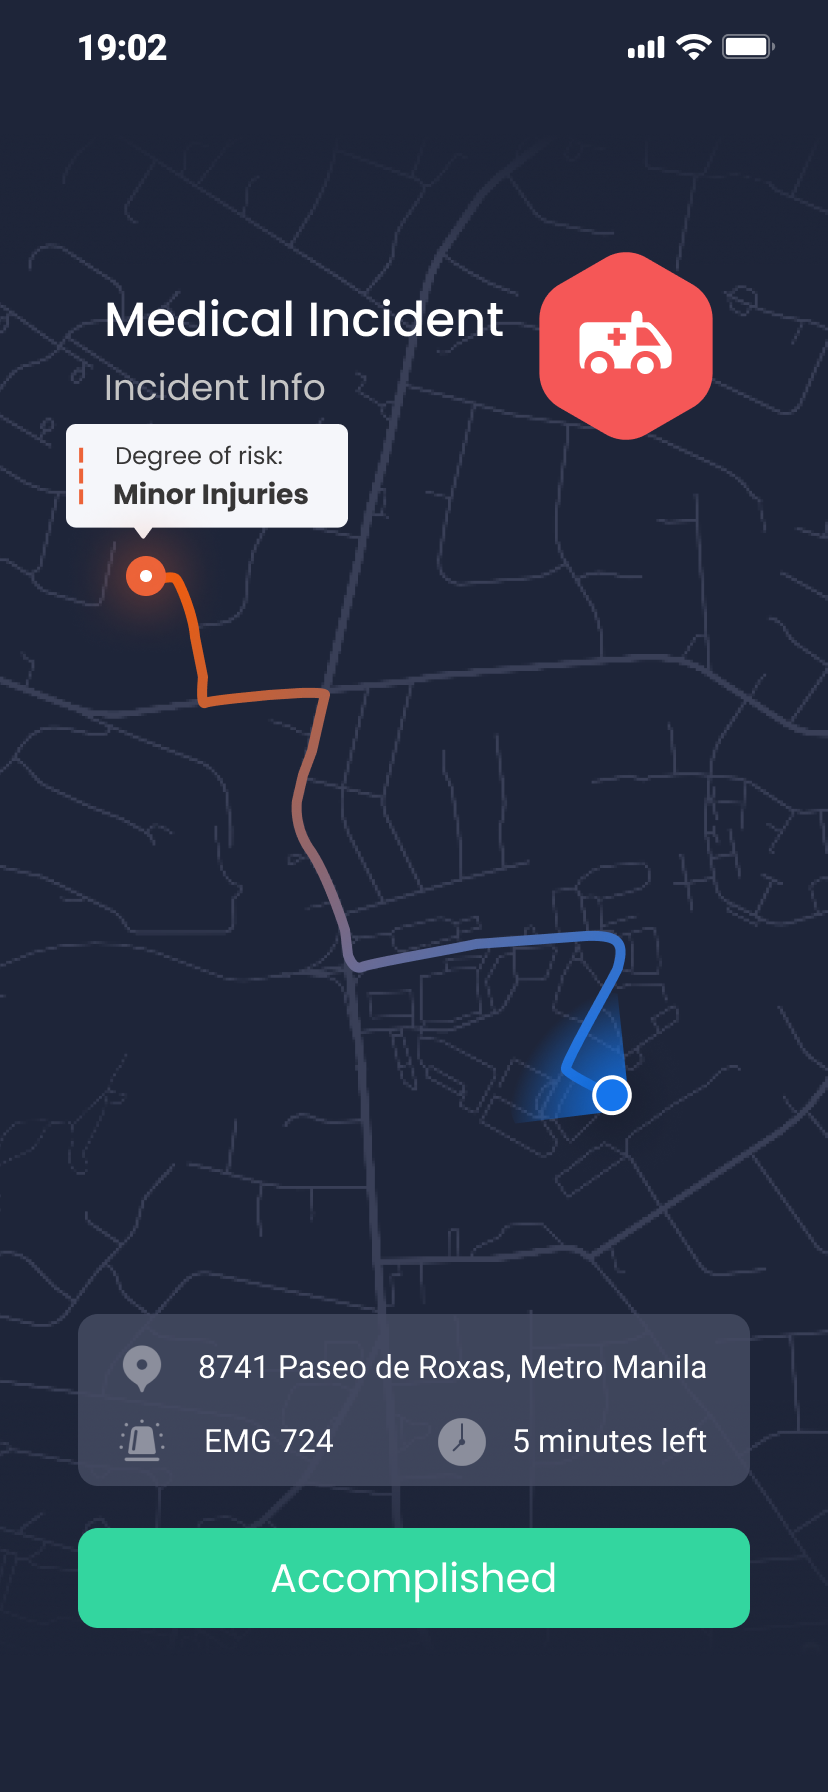 19:02
Medical Incident
Incident Info
Degree of risk:
Minor Injuries
8741 Paseo de Roxas, Metro Manila
EMG 724
5 minutes left
Accomplished